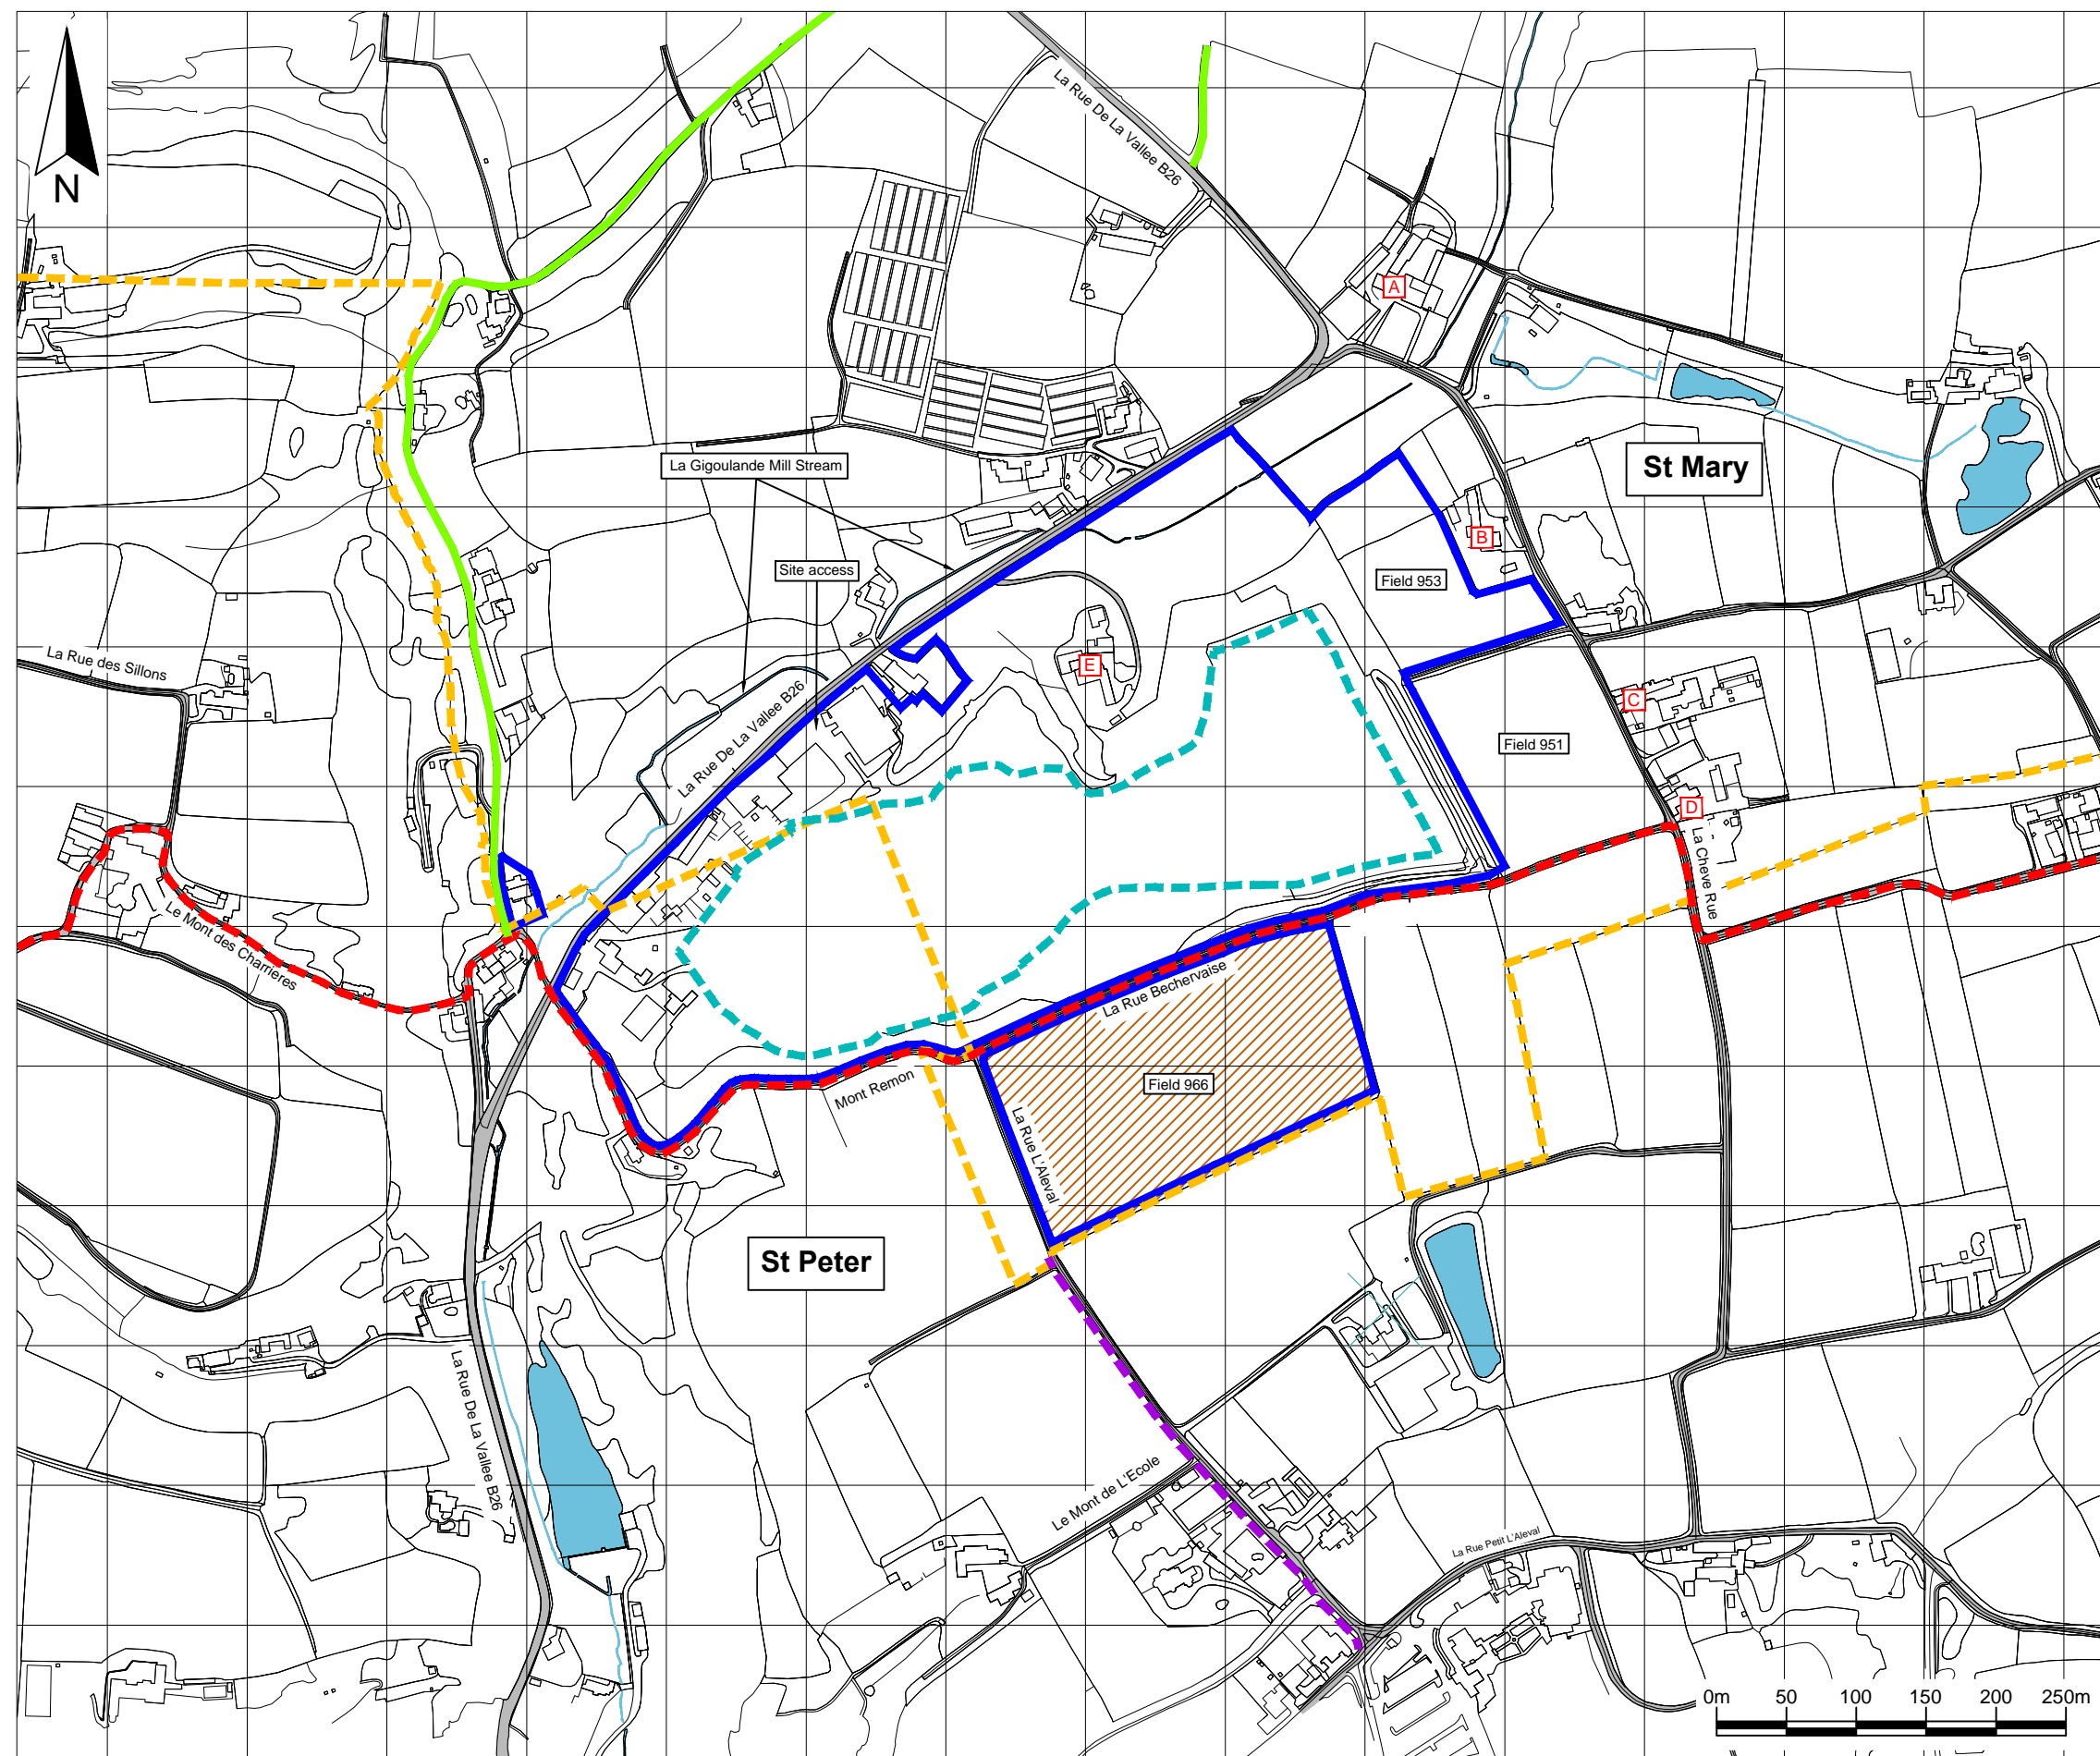 N
La Rue De La Vallee B26
A
La Gigoulande Mill Stream
St Mary
B
Site access
Field 953
La Rue des Sillons
E
La Rue De La Vallee B26
C
Field 951
D
La Cheve Rue
Le Mont des Charrieres
La Rue Bechervaise
Mont Remon
Field 966
La Rue L'Aleval
St Peter
La Rue De La Vallee B26
Le Mont de L'Ecole
La Rue Petit L'Aleval
0m 50 100 150 200 250m